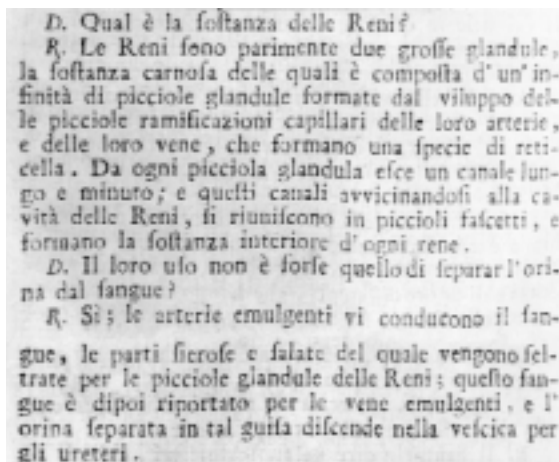 D. Qual è la ſoſtanza delle Reni?
R. Le Reni ſono parimente due groſſe glandule,
la ſoſtanza carnoſa delle quali è compoſta d'un'in-
finità di picciole glandule formate dal viluppo del-
le picciole ramificazioni capillari delle loro arterie,
e delle loro vene, che formano una ſpecie di reti-
cella. Da ogni picciola glandula eſce un canale lun-
go e minuto; e queſti canali avvicinandoſi alla ca-
vità delle Reni, ſi riuniſcono in piccioli faſcetti, e
formano la ſoſtanza interiore d'ogni rene.
D. Il loro uſo non è forſe quello di ſeparar l'ori-
na dal ſangue?
R. Sì; le arterie emulgenti vi conducono il ſan-
gue, le parti ſieroſe e ſalate del quale vengono fel-
trate per le picciole glandule delle Reni; queſto ſan-
gue è dipoi riportato per le vene emulgenti, e l'
orina ſeparata in tal guiſa diſcende nella veſcica per
gli ureteri.